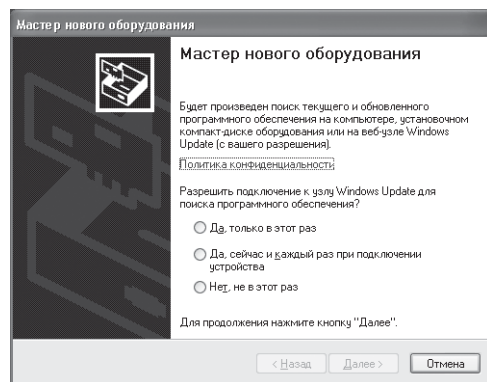 Мастер нового оборудования
Мастер нового оборудования
Будет произведен поиск текущего и обновленного
программного обеспечения на компьютере, установочном
компакт-диске оборудования или на веб-узле Windows
Update (с вашего разрешения).
Политика конфиденциальности
Разрешить подключение к узлу Windows Update для
поиска программного обеспечения?
Да, только в этот раз
Да, сейчас и каждый раз при подключении
устройства
Нет, не в этот раз
Для продолжения нажмите кнопку "Далее".
< Назад Далее > Отмена